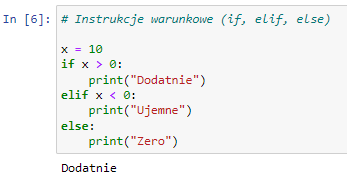 In [6]: # Instrukcje warunkowe (if, elif, else)
x = 10
if x > 0:
    print("Dodatnie")
elif x < 0:
    print("Ujemne")
else:
    print("Zero")
Dodatnie